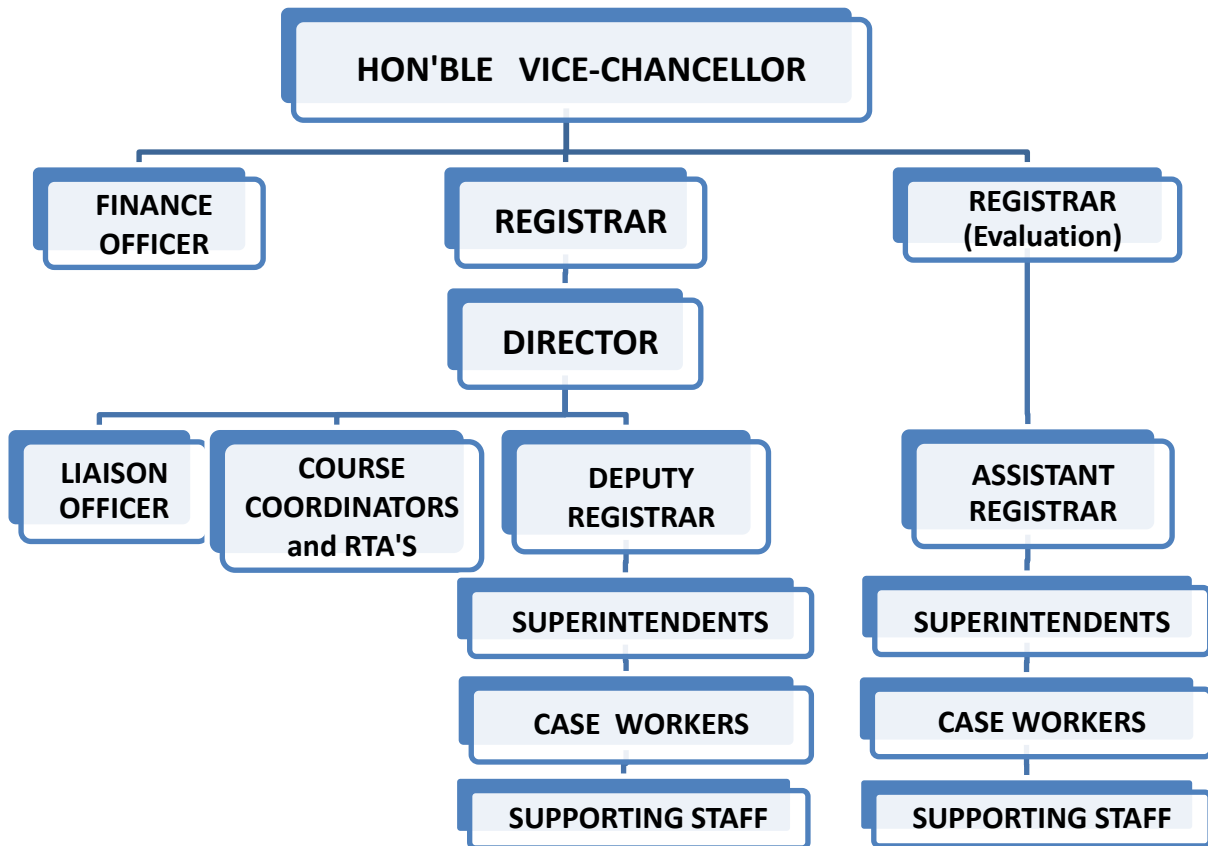 HON'BLE VICE-CHANCELLOR
FINANCE
OFFICER
REGISTRAR
REGISTRAR
(Evaluation)
DIRECTOR
LIAISON
OFFICER
COURSE
COORDINATORS
and RTA'S
DEPUTY
REGISTRAR
ASSISTANT
REGISTRAR
SUPERINTENDENTS
SUPERINTENDENTS
CASE WORKERS
CASE WORKERS
SUPPORTING STAFF
SUPPORTING STAFF